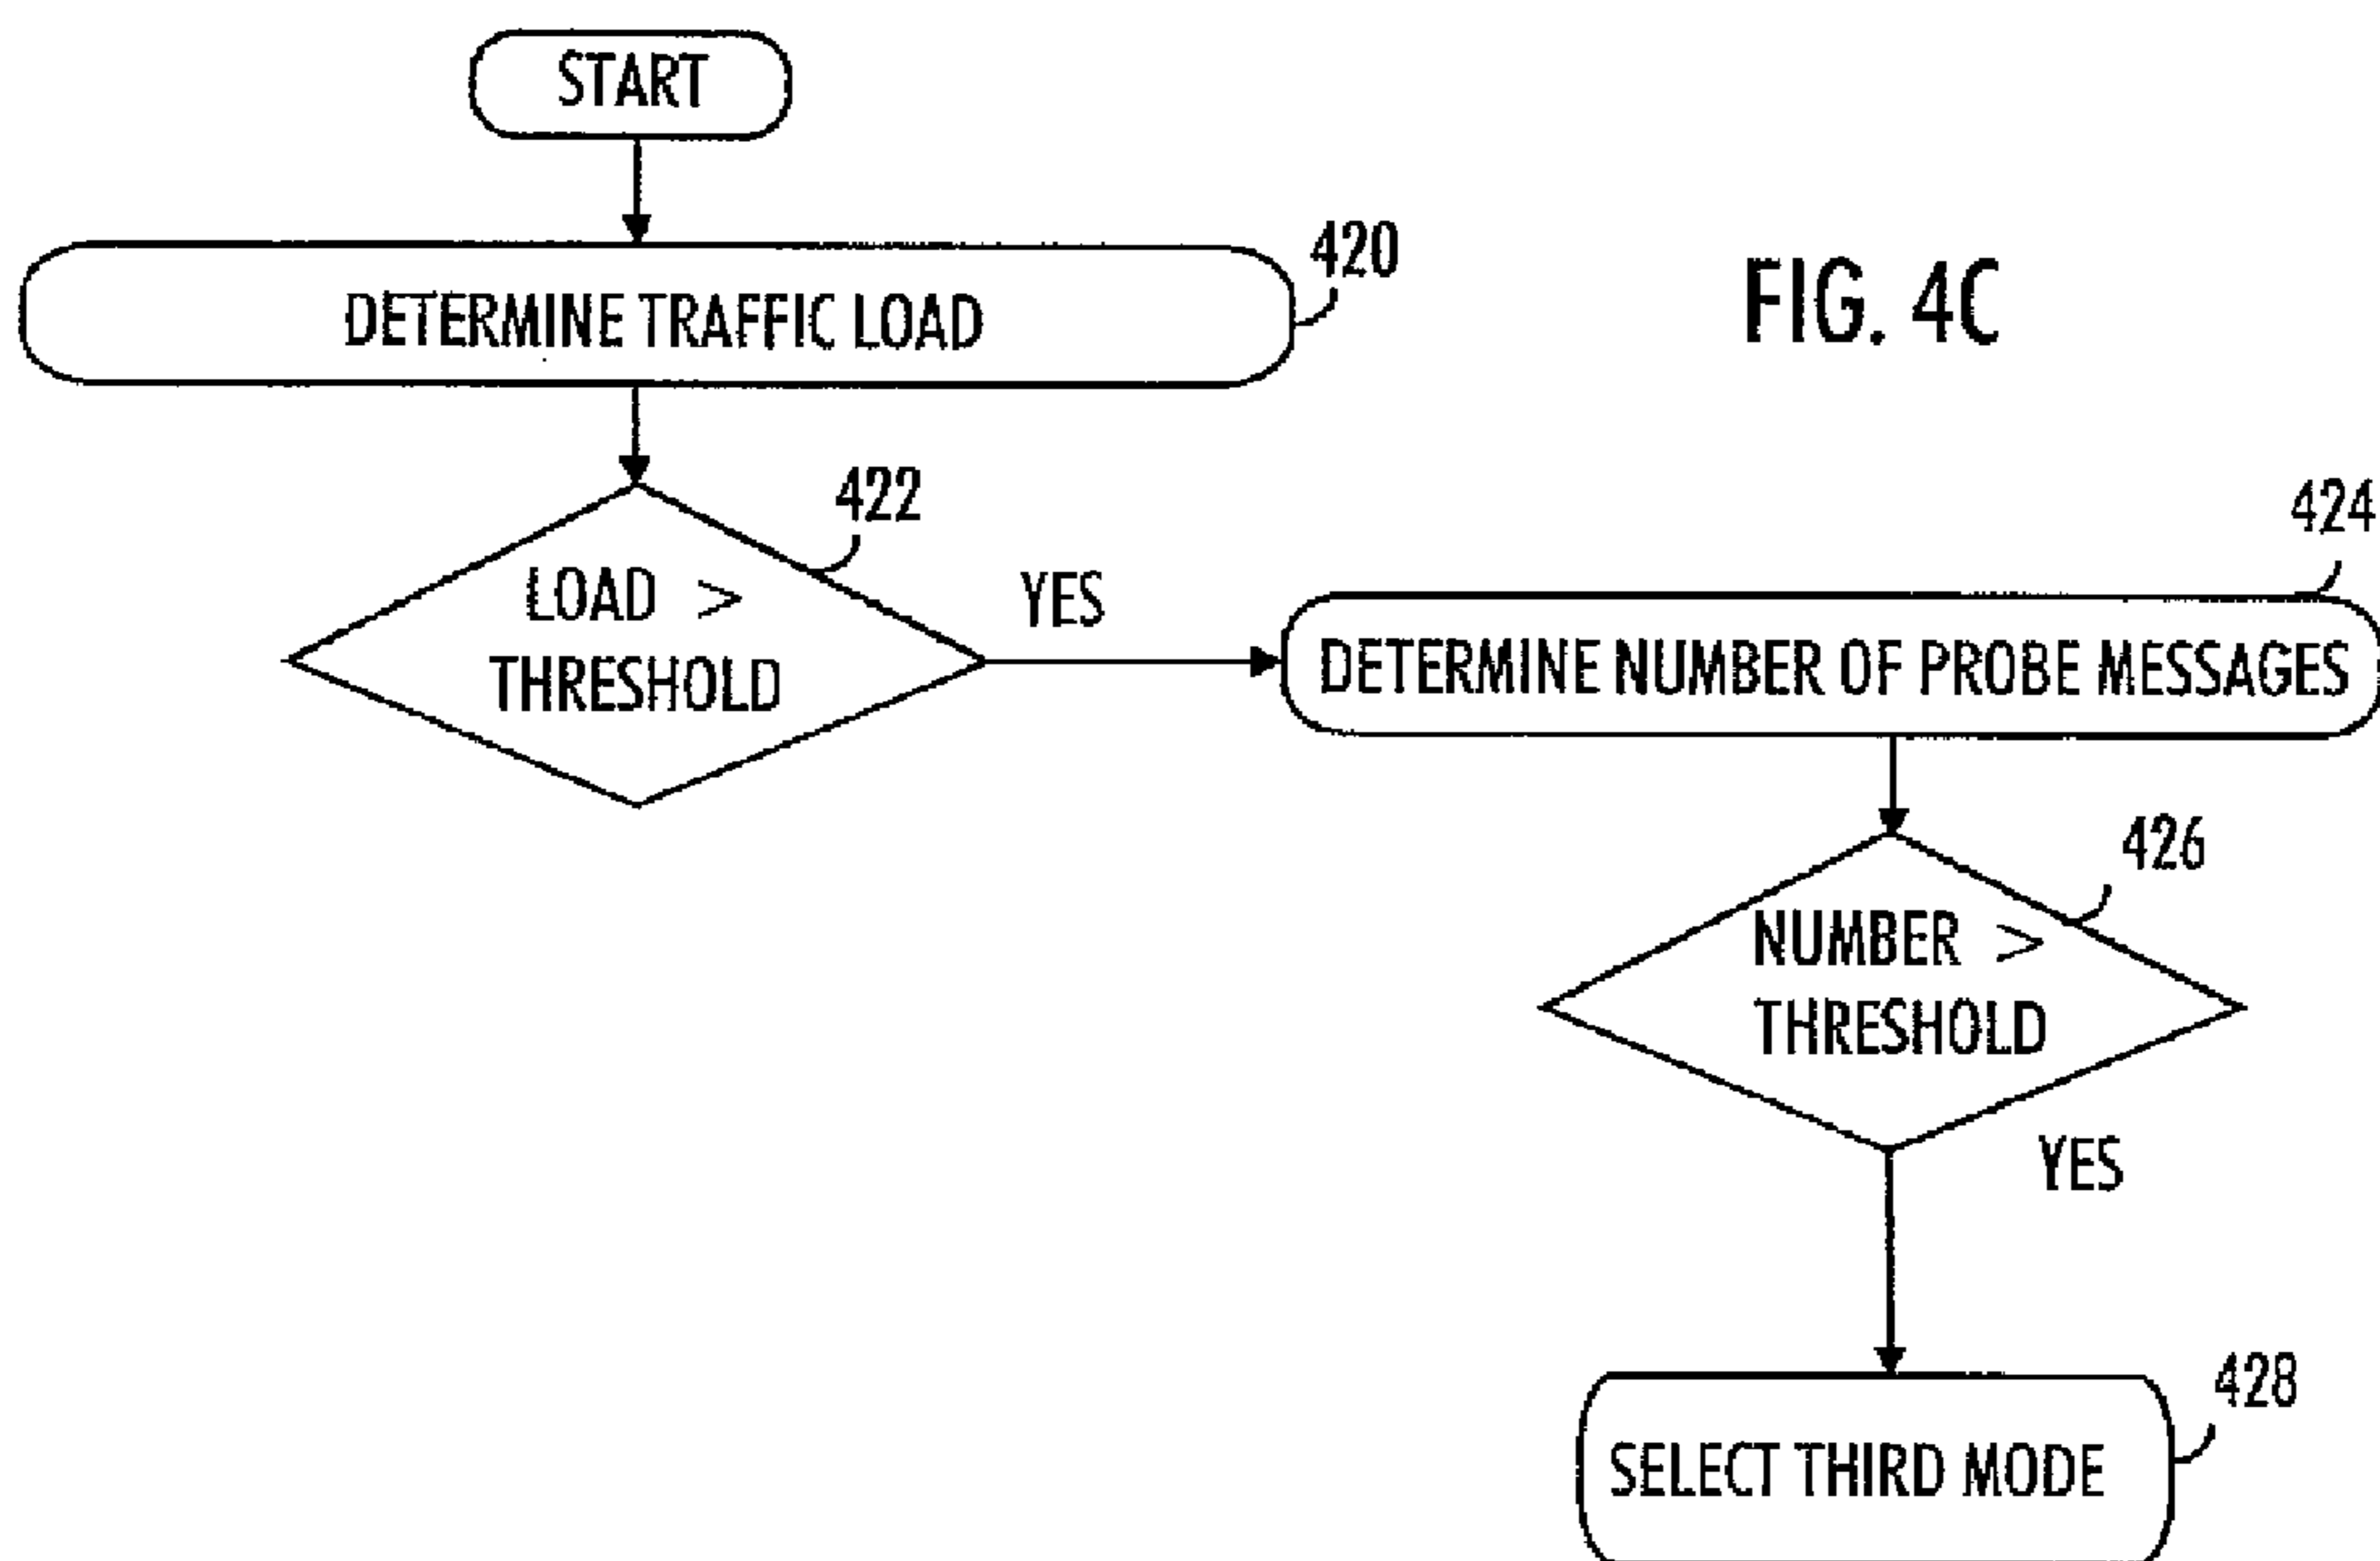 START
DETERMINE TRAFFIC LOAD
420
FIG. 4C
422
LOAD >
THRESHOLD
YES
424
DETERMINE NUMBER OF PROBE MESSAGES
426
NUMBER >
THRESHOLD
YES
428
SELECT THIRD MODE